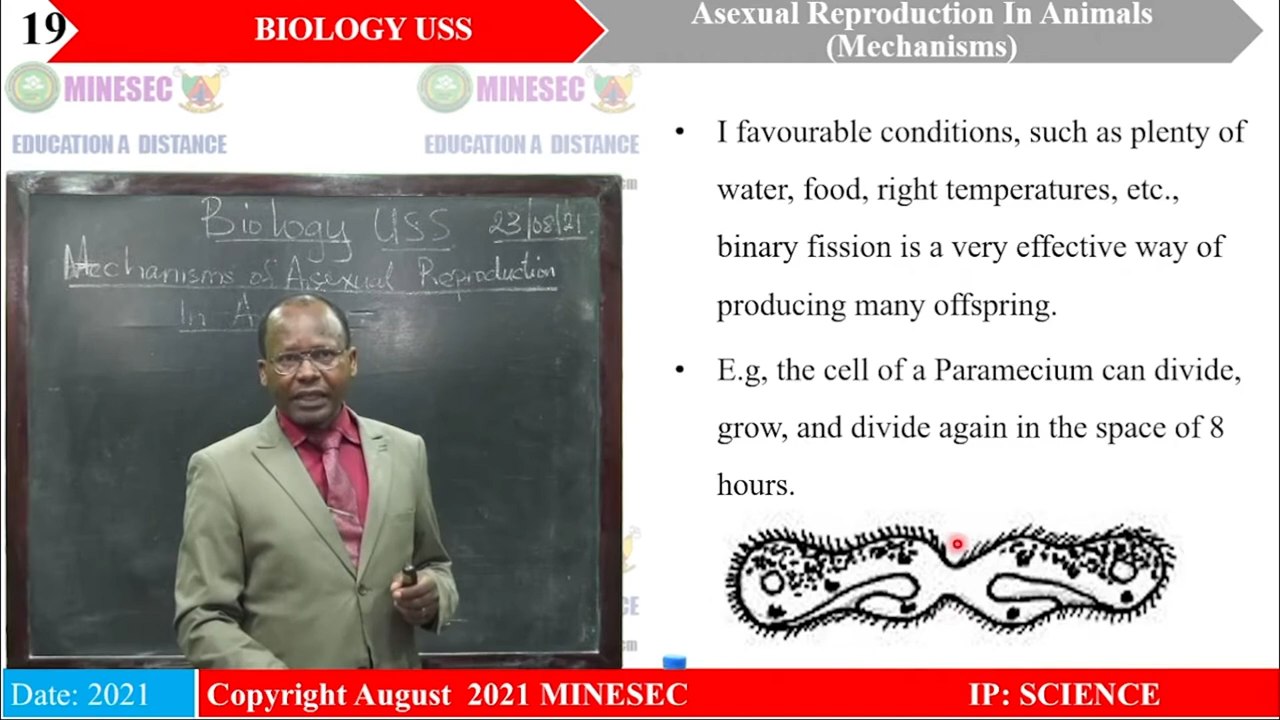 19
BIOLOGY USS
Asexual Reproduction In Animals
(Mechanisms)
MINESEC
MINESEC
EDUCATION A DISTANCE
EDUCATION A DISTANCE
Biology USS 23/08/21
Mechanisms of Asexual Reproduction
In
• I favourable conditions, such as plenty of
water, food, right temperatures, etc.,
binary fission is a very effective way of
producing many offspring.
• E.g, the cell of a Paramecium can divide,
grow, and divide again in the space of 8
hours.
Date: 2021
Copyright August 2021 MINESEC
IP: SCIENCE